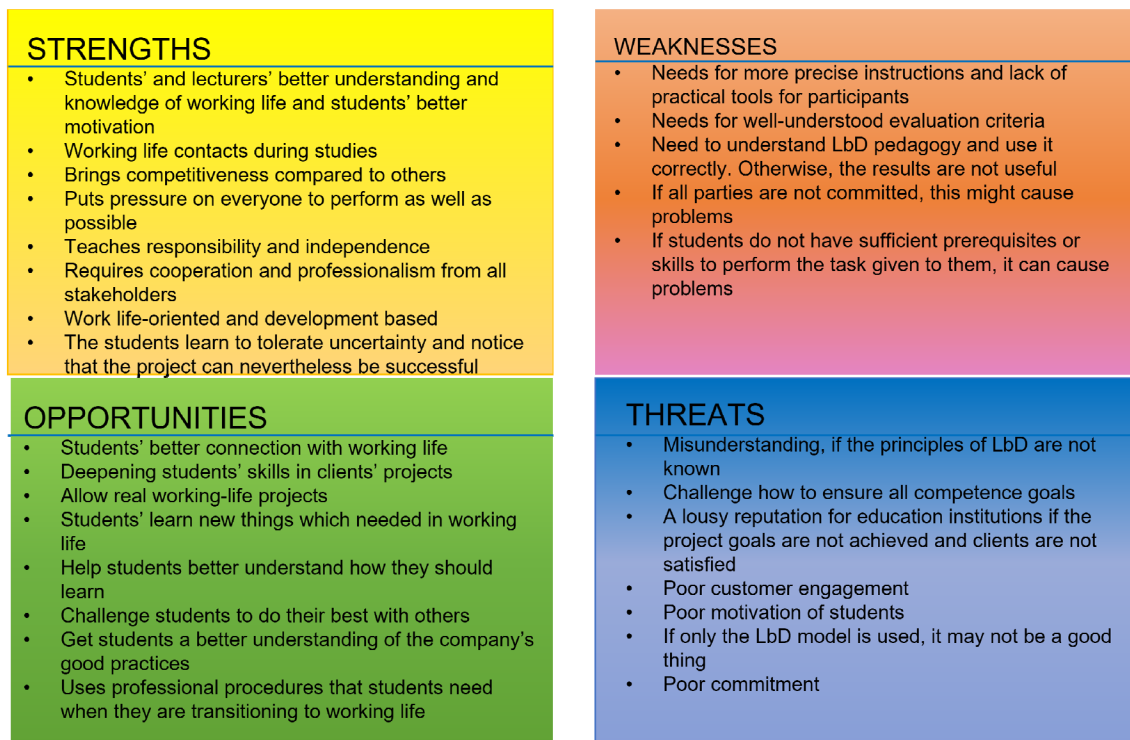 STRENGTHS
• Students’ and lecturers’ better understanding and
knowledge of working life and students’ better
motivation
• Working life contacts during studies
• Brings competitiveness compared to others
• Puts pressure on everyone to perform as well as
possible
• Teaches responsibility and independence
• Requires cooperation and professionalism from all
stakeholders
• Work life-oriented and development based
• The students learn to tolerate uncertainty and notice
that the project can nevertheless be successful
WEAKNESSES
• Needs for more precise instructions and lack of
practical tools for participants
• Needs for well-understood evaluation criteria
• Need to understand LbD pedagogy and use it
correctly. Otherwise, the results are not useful
• If all parties are not committed, this might cause
problems
• If students do not have sufficient prerequisites or
skills to perform the task given to them, it can cause
problems
OPPORTUNITIES
• Students’ better connection with working life
• Deepening students’ skills in clients’ projects
• Allow real working-life projects
• Students’ learn new things which needed in working
life
• Help students better understand how they should
learn
• Challenge students to do their best with others
• Get students a better understanding of the company’s
good practices
• Uses professional procedures that students need
when they are transitioning to working life
THREATS
• Misunderstanding, if the principles of LbD are not
known
• Challenge how to ensure all competence goals
• A lousy reputation for education institutions if the
project goals are not achieved and clients are not
satisfied
• Poor customer engagement
• Poor motivation of students
• If only the LbD model is used, it may not be a good
thing
• Poor commitment